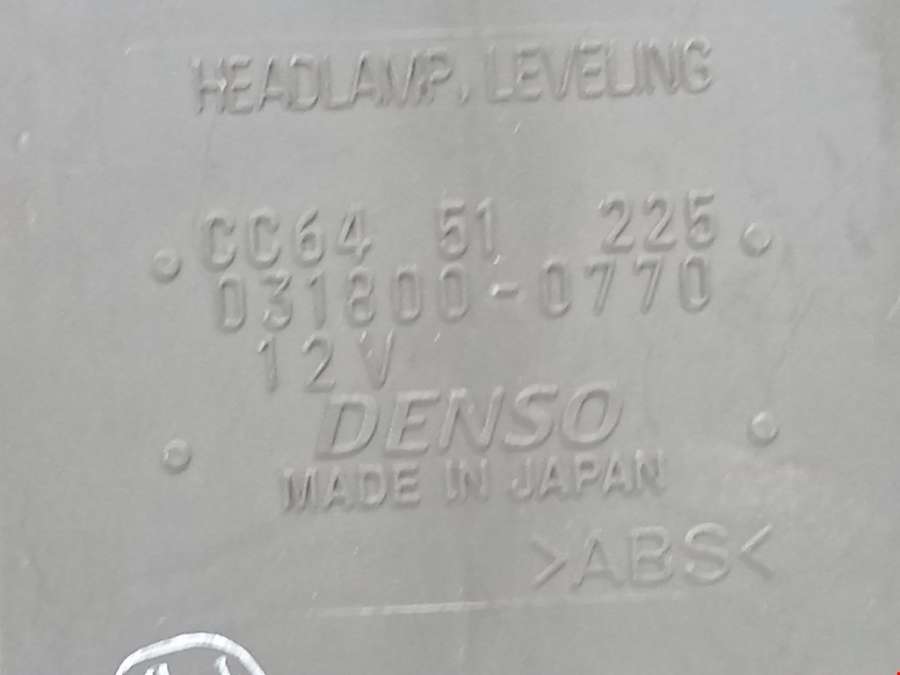 HEADLAMP, LEVELING
CC64 51 225
031800-0770
12V
DENSO
MADE IN JAPAN
>ABS<